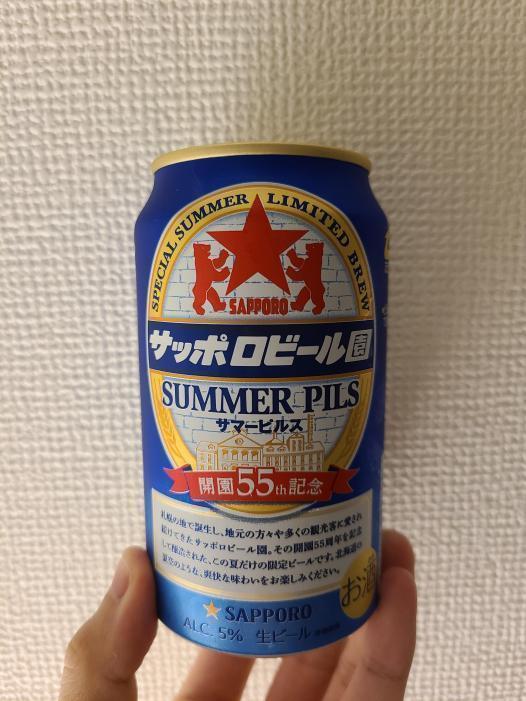 SPECIAL SUMMER LIMITED BREW
SAPPORO
サッポロビール園
SUMMER PILS
サマーピルス
開園55th記念
札幌の地で誕生し、地元の方々や多くの観光客に愛され
続けてきたサッポロビール園。その開園55周年を記念
して醸造された、この夏だけの限定ビールです。北海道の
夏空のような、爽快な味わいをお楽しみください。
お酒
SAPPORO
ALC. 5% 生ビール